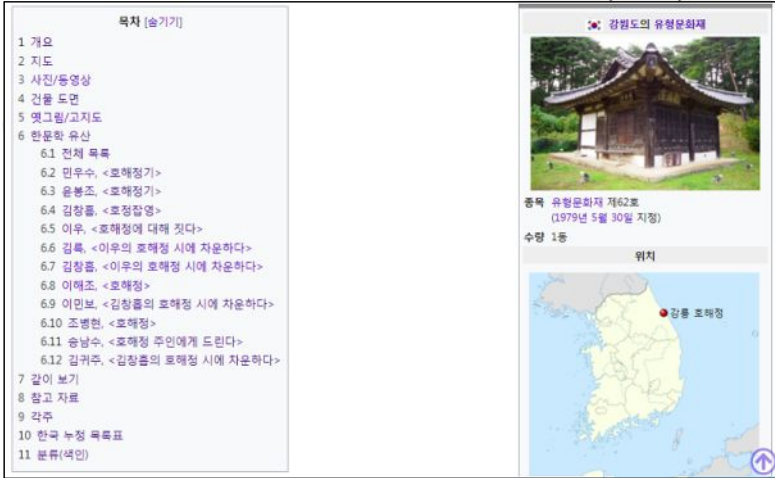 목차 [숨기기]
1 개요
2 지도
3 사진/동영상
4 건물 도면
5 옛그림/고지도
6 한문학 유산
6.1 전체 목록
6.2 민우수, <호해정기>
6.3 윤봉조, <호해정기>
6.4 김창흡, <호정잡영>
6.5 이우, <호해정에 대해 짓다>
6.6 김륙, <이우의 호해정 시에 차운하다>
6.7 김창흡, <이우의 호해정 시에 차운하다>
6.8 이해조, <호해정>
6.9 이민보, <김창흡의 호해정 시에 차운하다>
6.10 조병현, <호해정>
6.11 송남수, <호해정 주인에게 드린다>
6.12 김귀주, <김창흡의 호해정 시에 차운하다>
7 같이 보기
8 참고 자료
9 각주
10 한국 누정 목록표
11 분류(색인)
강원도의 유형문화재
종목 유형문화재 제62호
(1979년 5월 30일 지정)
수량 1동
위치
강릉 호해정